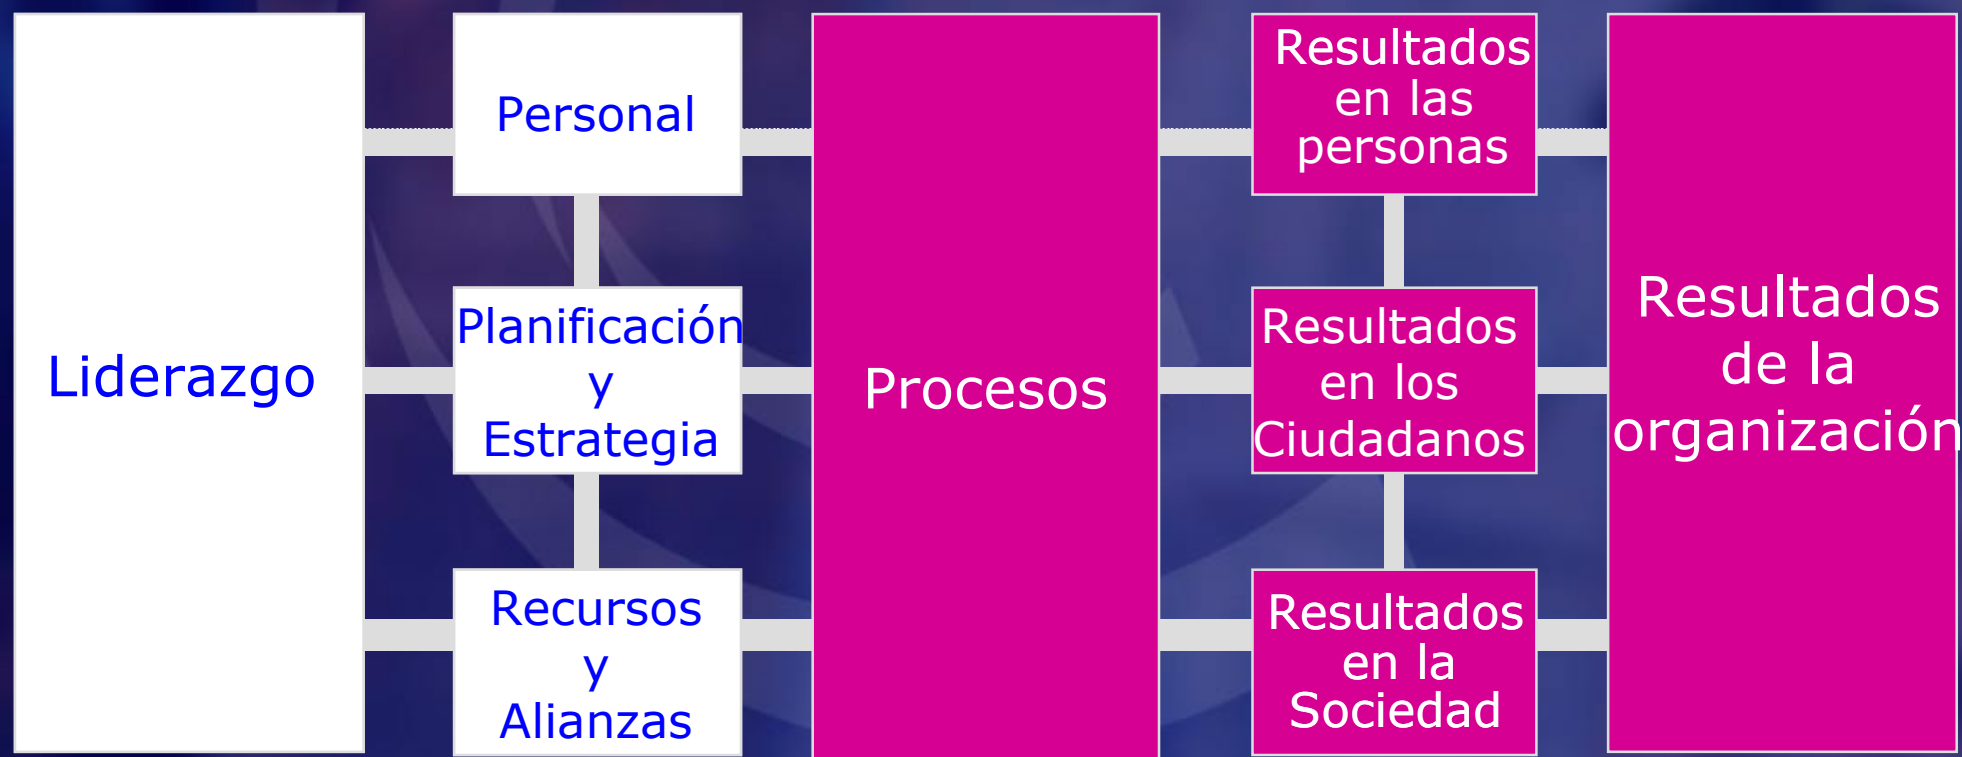 Liderazgo
Personal
Planificación
y
Estrategia
Recursos
y
Alianzas
Procesos
Resultados
en las
personas
Resultados
en los
Ciudadanos
Resultados
en la
Sociedad
Resultados
de la
organización